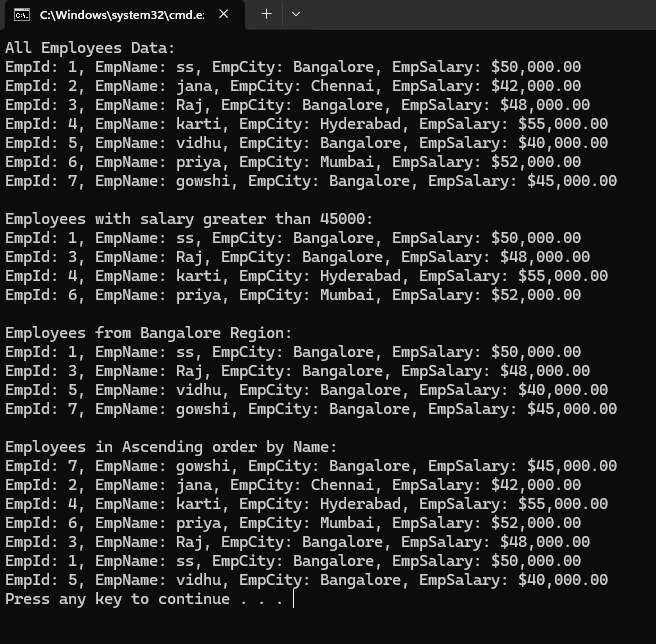 C:\Windows\system32\cmd.e:
All Employees Data:
EmpId: 1, EmpName: ss, EmpCity: Bangalore, EmpSalary: $50,000.00
EmpId: 2, EmpName: jana, EmpCity: Chennai, EmpSalary: $42,000.00
EmpId: 3, EmpName: Raj, EmpCity: Bangalore, EmpSalary: $48,000.00
EmpId: 4, EmpName: karti, EmpCity: Hyderabad, EmpSalary: $55,000.00
EmpId: 5, EmpName: vidhu, EmpCity: Bangalore, EmpSalary: $40,000.00
EmpId: 6, EmpName: priya, EmpCity: Mumbai, EmpSalary: $52,000.00
EmpId: 7, EmpName: gowshi, EmpCity: Bangalore, EmpSalary: $45,000.00
Employees with salary greater than 45000:
EmpId: 1, EmpName: ss, EmpCity: Bangalore, EmpSalary: $50,000.00
EmpId: 3, EmpName: Raj, EmpCity: Bangalore, EmpSalary: $48,000.00
EmpId: 4, EmpName: karti, EmpCity: Hyderabad, EmpSalary: $55,000.00
EmpId: 6, EmpName: priya, EmpCity: Mumbai, EmpSalary: $52,000.00
Employees from Bangalore Region:
EmpId: 1, EmpName: ss, EmpCity: Bangalore, EmpSalary: $50,000.00
EmpId: 3, EmpName: Raj, EmpCity: Bangalore, EmpSalary: $48,000.00
EmpId: 5, EmpName: vidhu, EmpCity: Bangalore, EmpSalary: $40,000.00
EmpId: 7, EmpName: gowshi, EmpCity: Bangalore, EmpSalary: $45,000.00
Employees in Ascending order by Name:
EmpId: 7, EmpName: gowshi, EmpCity: Bangalore, EmpSalary: $45,000.00
EmpId: 2, EmpName: jana, EmpCity: Chennai, EmpSalary: $42,000.00
EmpId: 4, EmpName: karti, EmpCity: Hyderabad, EmpSalary: $55,000.00
EmpId: 6, EmpName: priya, EmpCity: Mumbai, EmpSalary: $52,000.00
EmpId: 3, EmpName: Raj, EmpCity: Bangalore, EmpSalary: $48,000.00
EmpId: 1, EmpName: ss, EmpCity: Bangalore, EmpSalary: $50,000.00
EmpId: 5, EmpName: vidhu, EmpCity: Bangalore, EmpSalary: $40,000.00
Press any key to continue . . .